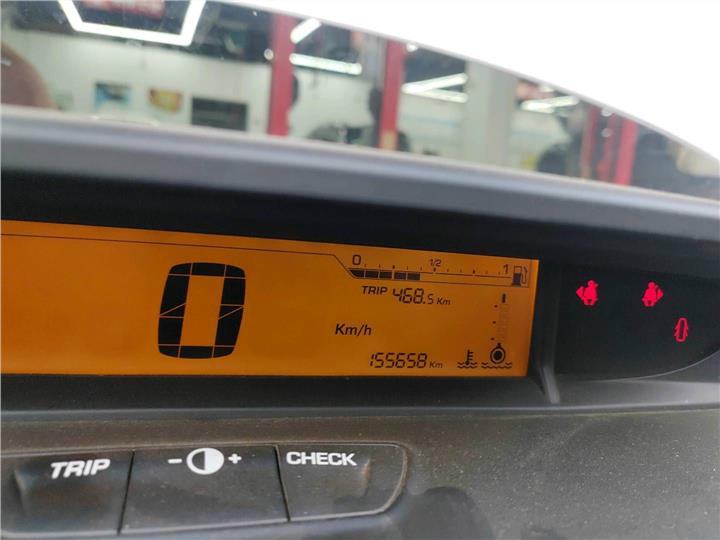 0 1/2 1
TRIP 468.5 Km
0
Km/h
155658 Km
TRIP - + CHECK